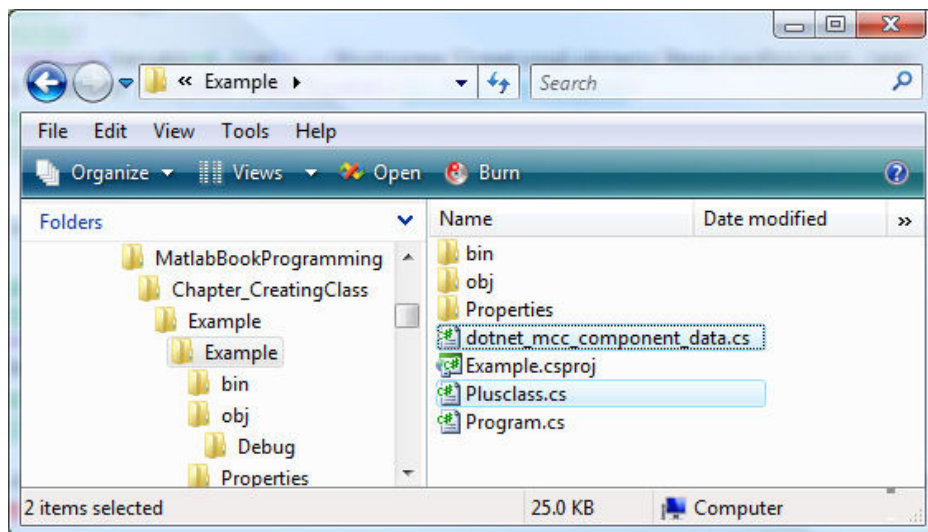 « Example
Search
File Edit View Tools Help
Organize Views Open Burn
Folders
Name Date modified »
MatlabBookProgramming
Chapter_CreatingClass
Example
Example
bin
obj
Debug
Properties
bin
obj
Properties
dotnet_mcc_component_data.cs
Example.csproj
Plusclass.cs
Program.cs
2 items selected 25.0 KB Computer